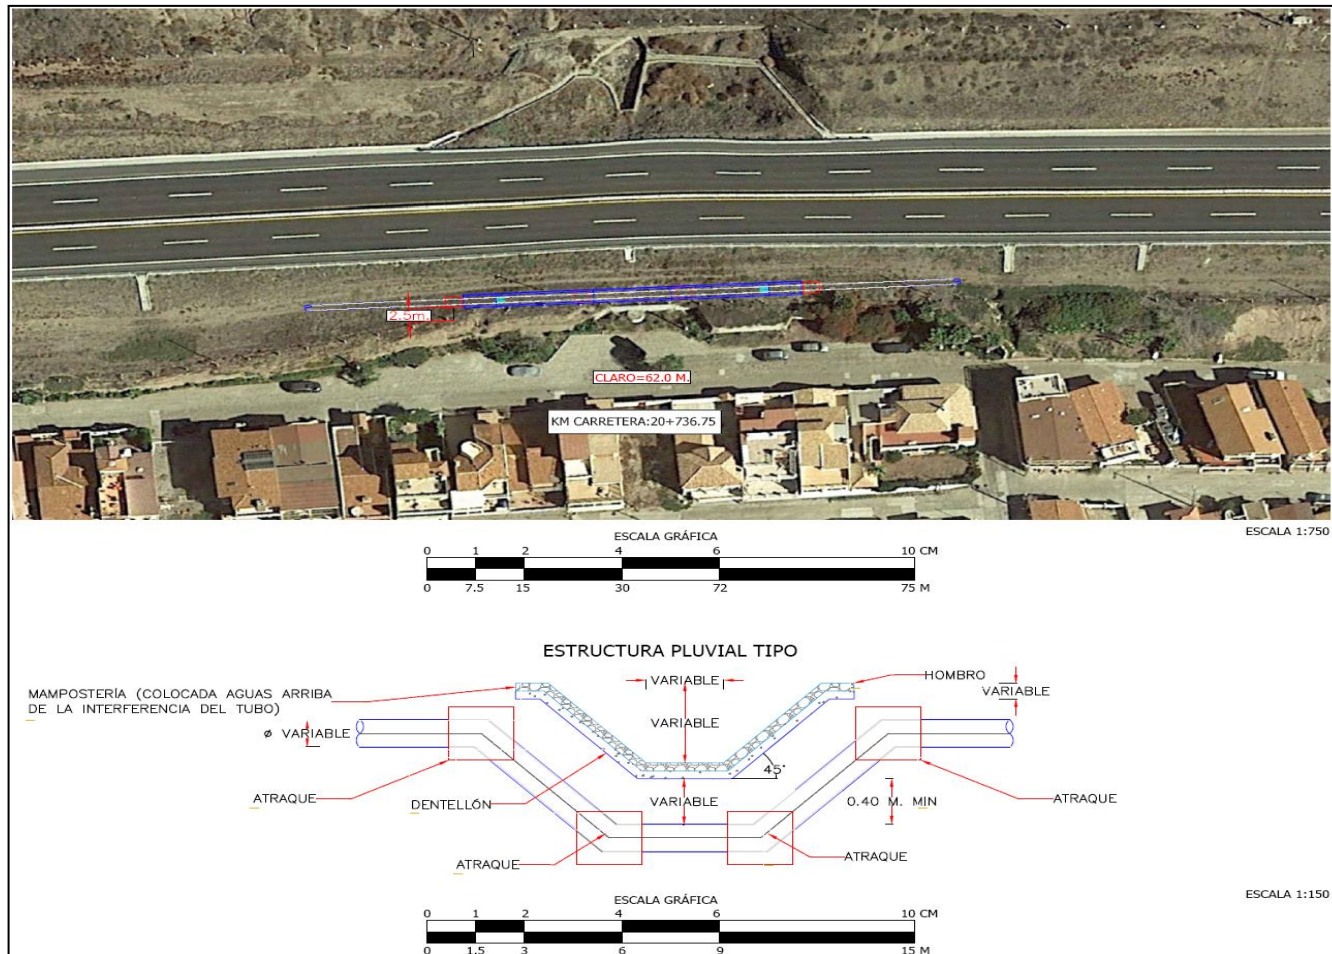 2.5m.
CLARO=62.0 M.
KM CARRETERA:20+736.75
ESCALA 1:750
ESCALA GRÁFICA
0 1 2 4 6 10 CM
0 7.5 15 30 72 75 M
ESTRUCTURA PLUVIAL TIPO
MAMPOSTERÍA (COLOCADA AGUAS ARRIBA
DE LA INTERFERENCIA DEL TUBO)
VARIABLE
HOMBRO
VARIABLE
VARIABLE
ø VARIABLE
45°
ATRAQUE
DENTELLÓN
VARIABLE
0.40 M. MIN
ATRAQUE
ATRAQUE
ATRAQUE
ESCALA 1:150
ESCALA GRÁFICA
0 1 2 4 6 10 CM
0 1.5 3 6 9 15 M